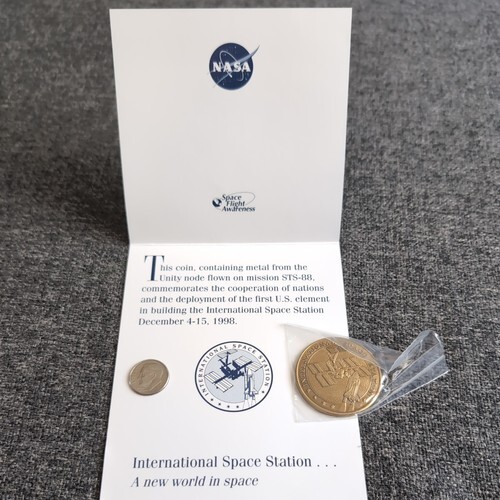 NASA
Space
Flight
Awareness
This coin, containing metal from the
Unity node flown on mission STS-88,
commemorates the cooperation of nations
and the deployment of the first U.S. element
in building the International Space Station
December 4-15, 1998.
INTERNATIONAL SPACE STATION
International Space Station . . .
A new world in space